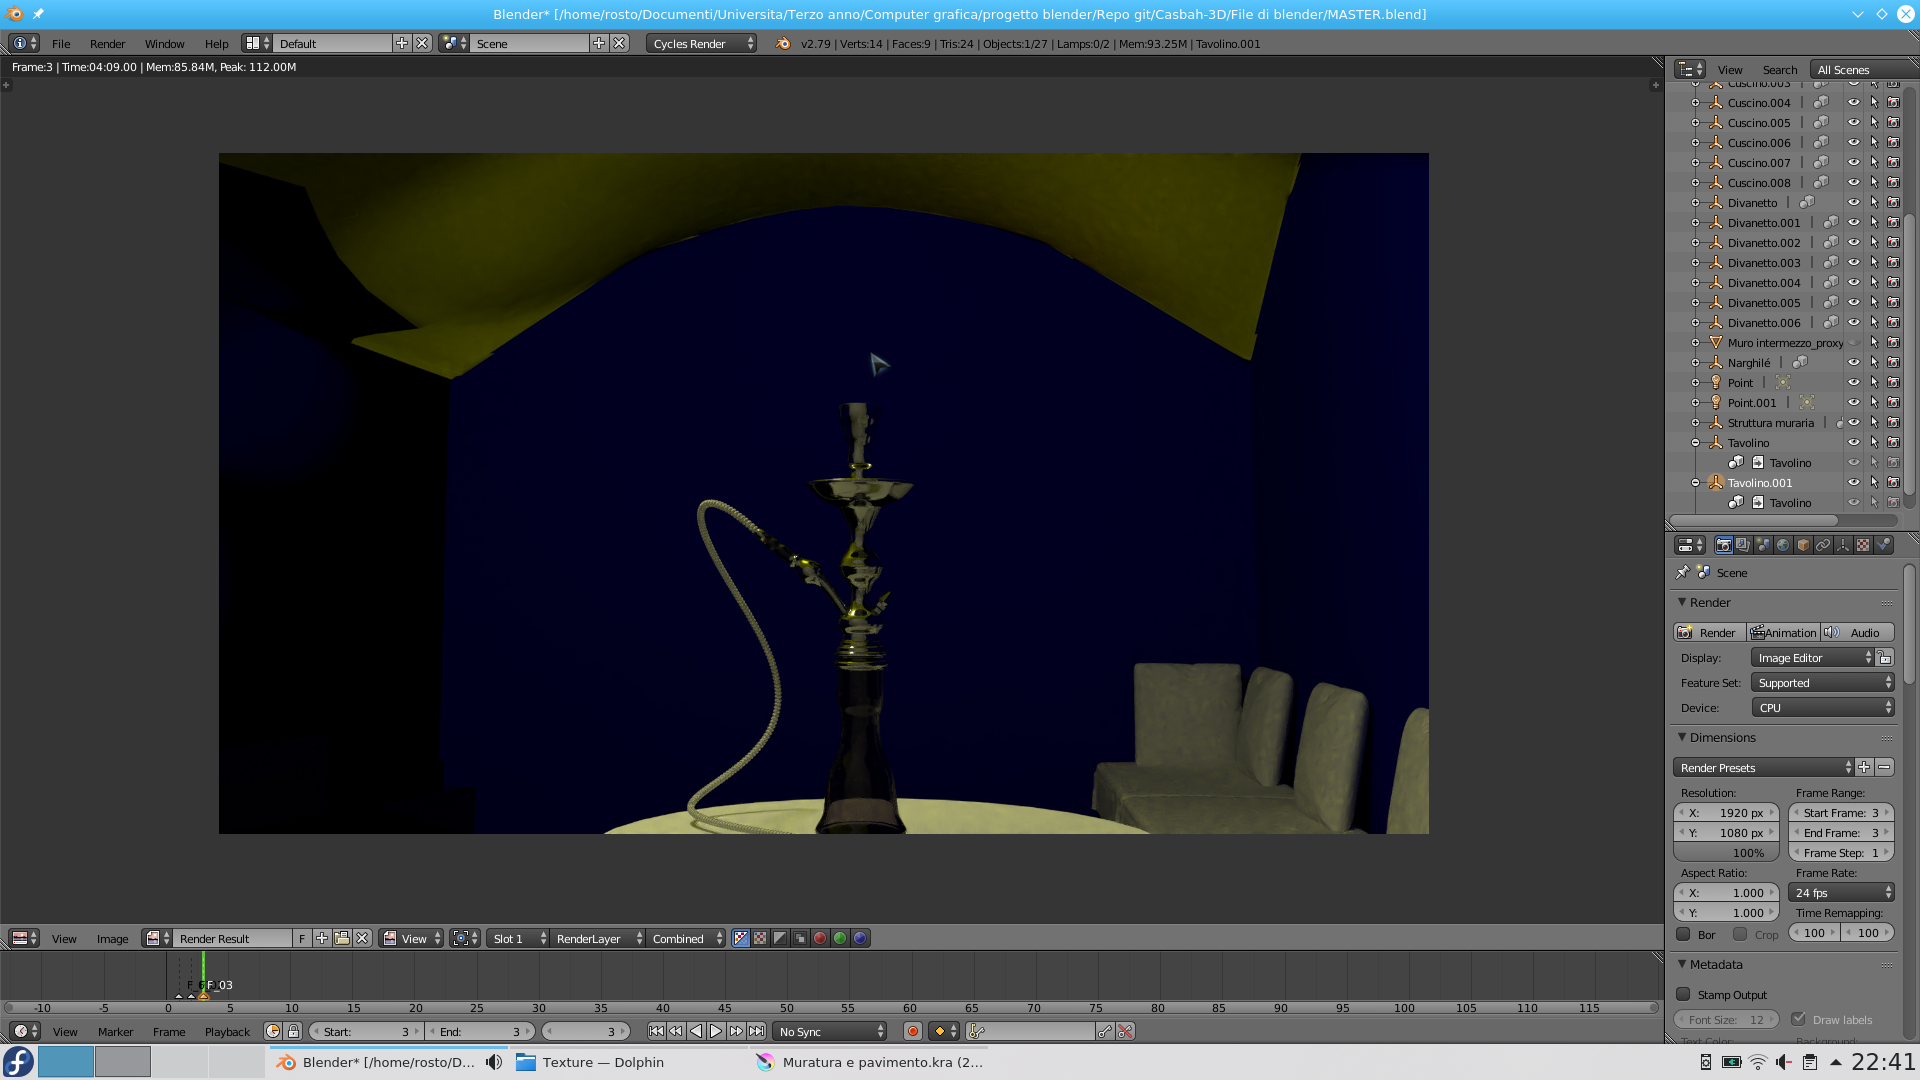 Blender* [/home/rosto/Documenti/Universita/Terzo anno/Computer grafica/progetto blender/Repo git/Casbah-3D/File di blender/MASTER.blend]
File Render Window Help Default Scene Cycles Render v2.79 | Verts:14 | Faces:9 | Tris:24 | Objects:1/27 | Lamps:0/2 | Mem:93.25M | Tavolino.001
Frame:3 | Time:04:09.00 | Mem:85.84M, Peak: 112.00M
View Search All Scenes
Cuscino.003
Cuscino.004
Cuscino.005
Cuscino.006
Cuscino.007
Cuscino.008
Divanetto
Divanetto.001
Divanetto.002
Divanetto.003
Divanetto.004
Divanetto.005
Divanetto.006
Muro intermezzo_proxy
Narghilé
Point
Point.001
Struttura muraria
Tavolino
Tavolino
Tavolino.001
Tavolino
Scene
Render
Render Animation Audio
Display: Image Editor
Feature Set: Supported
Device: CPU
Dimensions
Render Presets
Resolution: Frame Range:
X: 1920 px Start Frame: 3
Y: 1080 px End Frame: 3
100% Frame Step: 1
Aspect Ratio: Frame Rate:
X: 1.000 24 fps
Y: 1.000 Time Remapping:
Bor Crop 100 100
Metadata
Stamp Output
Font Size: 12 Draw labels
View Image Render Result F View Slot 1 RenderLayer Combined
F_03
-10 -5 0 5 10 15 20 25 30 35 40 45 50 55 60 65 70 75 80 85 90 95 100 105 110 115
View Marker Frame Playback Start: 3 End: 3 3 No Sync
Blender* [/home/rosto/D... Texture — Dolphin Muratura e pavimento.kra (2... 22:41